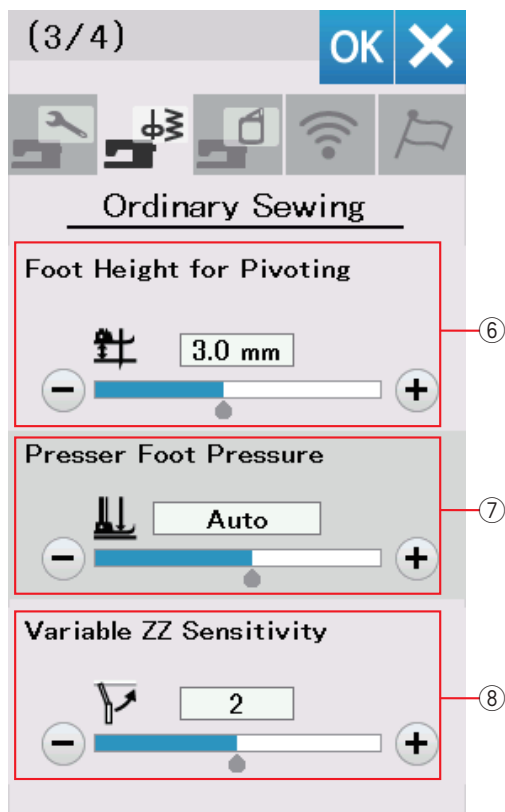 (3/4)
OK
Ordinary Sewing
Foot Height for Pivoting
3.0 mm
6
Presser Foot Pressure
Auto
7
Variable ZZ Sensitivity
2
8